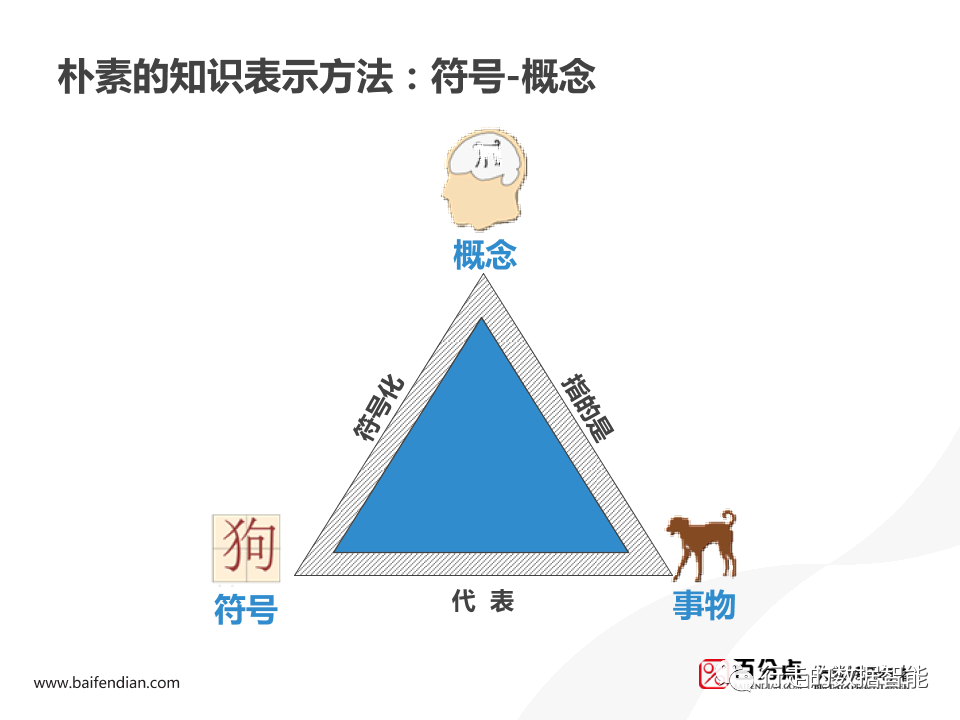 朴素的知识表示方法：符号-概念
概念
符号化
指的是
狗
符号
代 表
事物
www.baifendian.com
百分点
行走的数据智能